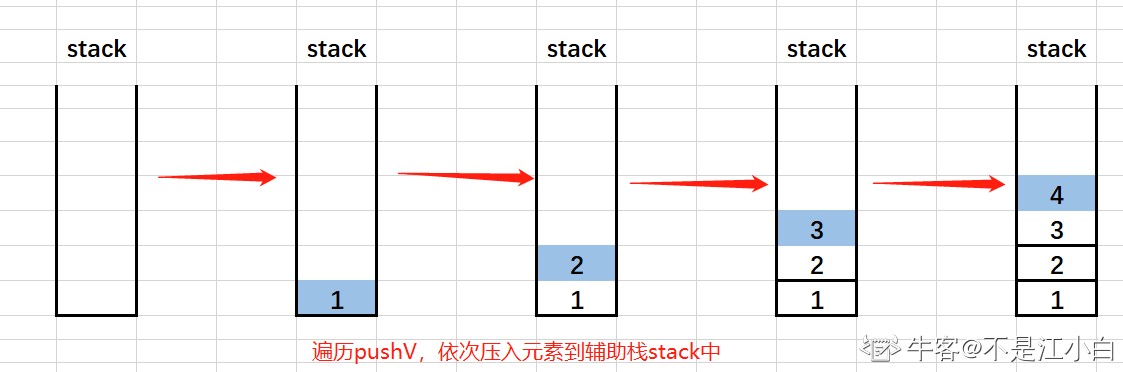 stack stack stack stack stack
4
3 3
2 2 2
1 1 1 1
遍历pushV，依次压入元素到辅助栈stack中
牛客@不是江小白